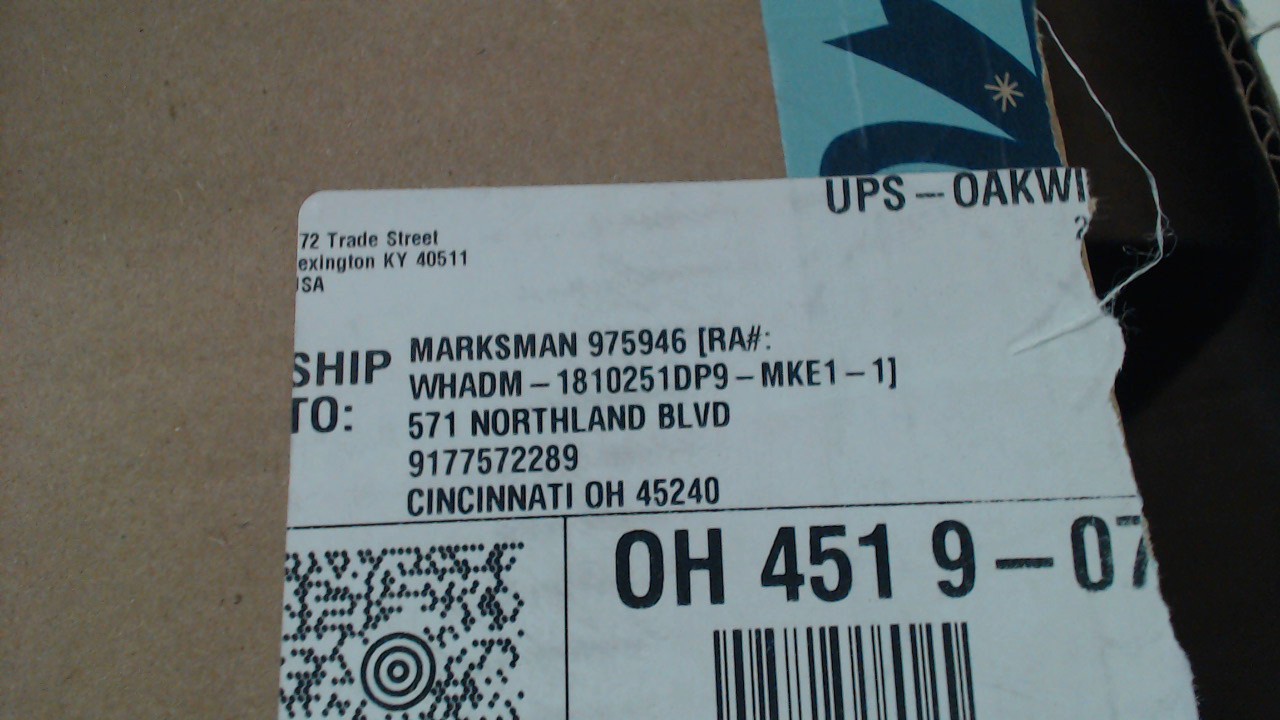 UPS – OAKWI
72 Trade Street
exington KY 40511
SA
SHIP TO:
MARKSMAN 975946 [RA#:
WHADM – 1810251DP9 – MKE1 – 1]
571 NORTHLAND BLVD
9177572289
CINCINNATI OH 45240
OH 451 9 – 07